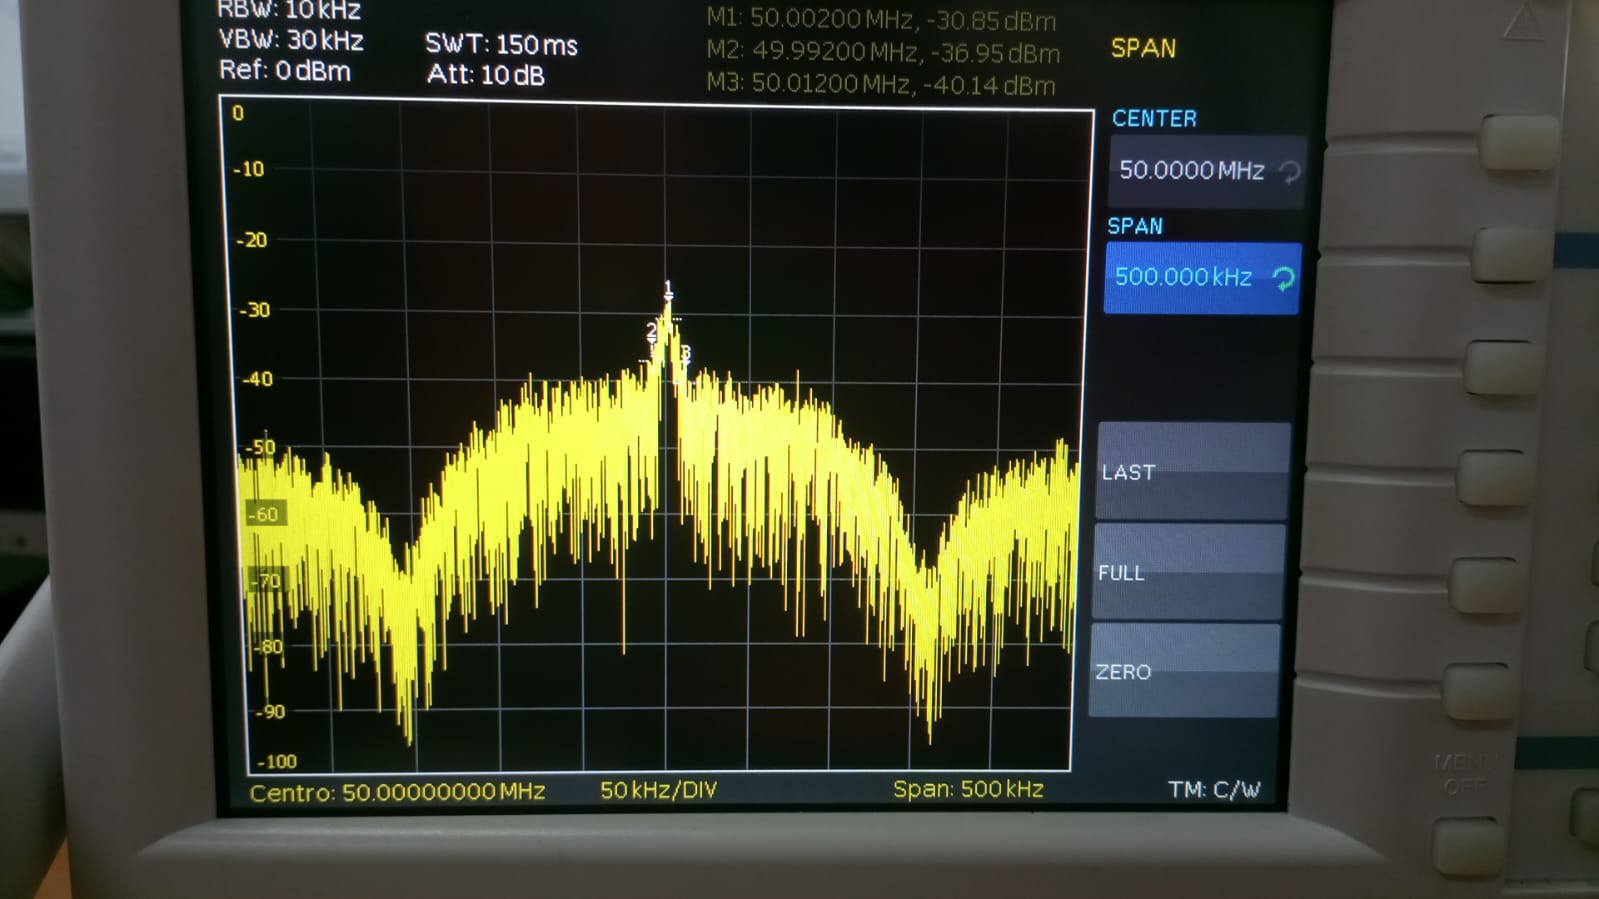 RBW: 10 kHz
VBW: 30 kHz
SWT: 150 ms
Ref: 0 dBm
Att: 10 dB
M1: 50.00200 MHz, -30.85 dBm
M2: 49.99200 MHz, -36.95 dBm
M3: 50.01200 MHz, -40.14 dBm
SPAN
CENTER
50.0000 MHz
SPAN
500.000 kHz
LAST
FULL
ZERO
0
-10
-20
-30
-40
-50
-60
-70
-80
-90
-100
1
2
3
Centro: 50.00000000 MHz
50 kHz/DIV
Span: 500 kHz
TM: C/W
MENU
OFF